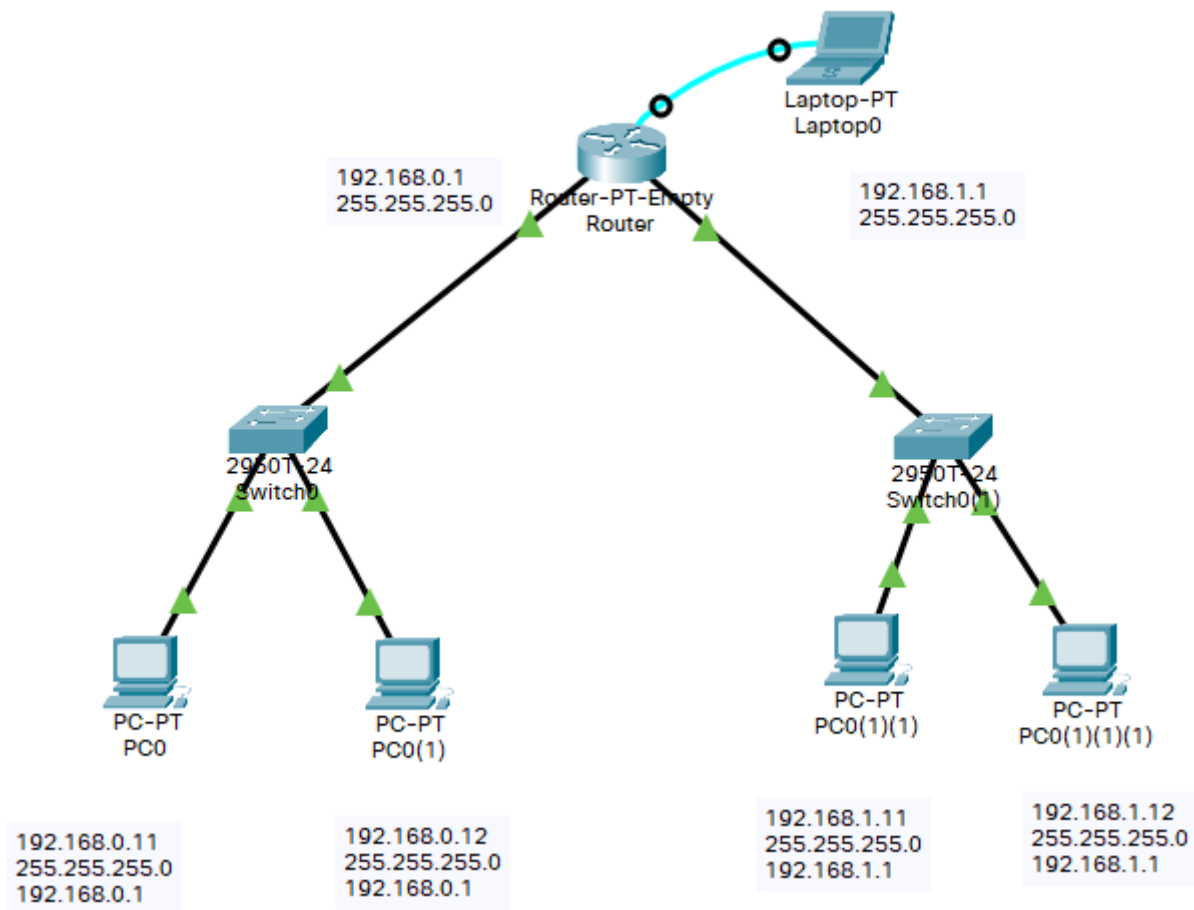 Laptop-PT
Laptop0
192.168.0.1
255.255.255.0
Router-PT-Empty
Router
192.168.1.1
255.255.255.0
2950T-24
Switch0
2950T-24
Switch0(1)
PC-PT
PC0
PC-PT
PC0(1)
PC-PT
PC0(1)(1)
PC-PT
PC0(1)(1)(1)
192.168.0.11
255.255.255.0
192.168.0.1
192.168.0.12
255.255.255.0
192.168.0.1
192.168.1.11
255.255.255.0
192.168.1.1
192.168.1.12
255.255.255.0
192.168.1.1